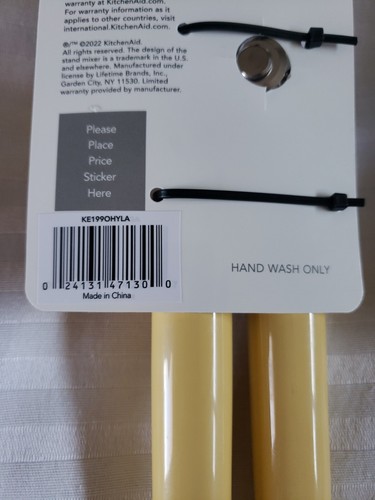 warranty at KitchenAid.com.
For warranty information as it
applies to other countries, visit
international.KitchenAid.com.
®/™ ©2022 KitchenAid.
All rights reserved. The design of the
stand mixer is a trademark in the U.S.
and elsewhere. Manufactured under
license by Lifetime Brands, Inc.,
Garden City, NY 11530. Limited
warranty provided by manufacturer.
Please
Place
Price
Sticker
Here
KE199OHYLA
0 24131 47130 0
Made in China
HAND WASH ONLY